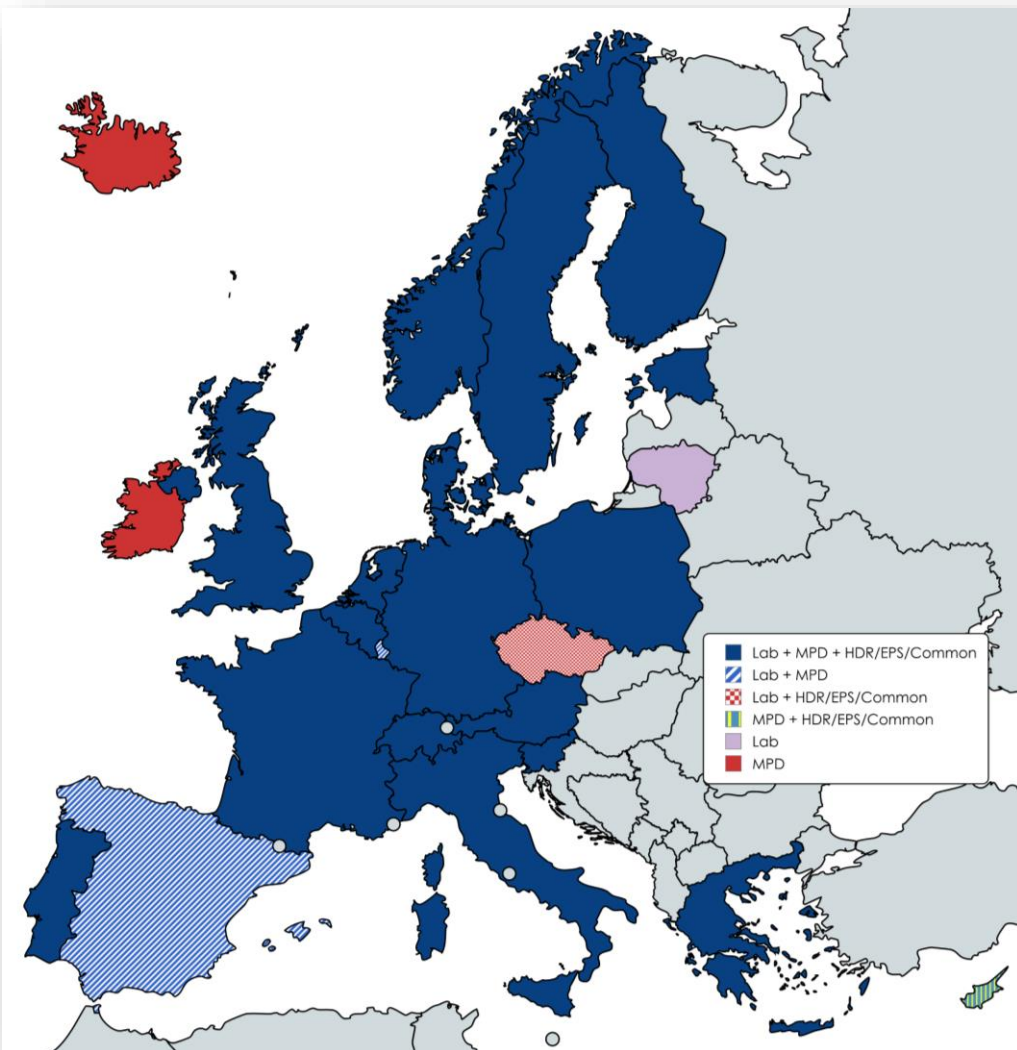 Lab + MPD + HDR/EPS/Common
Lab + MPD
Lab + HDR/EPS/Common
MPD + HDR/EPS/Common
Lab
MPD